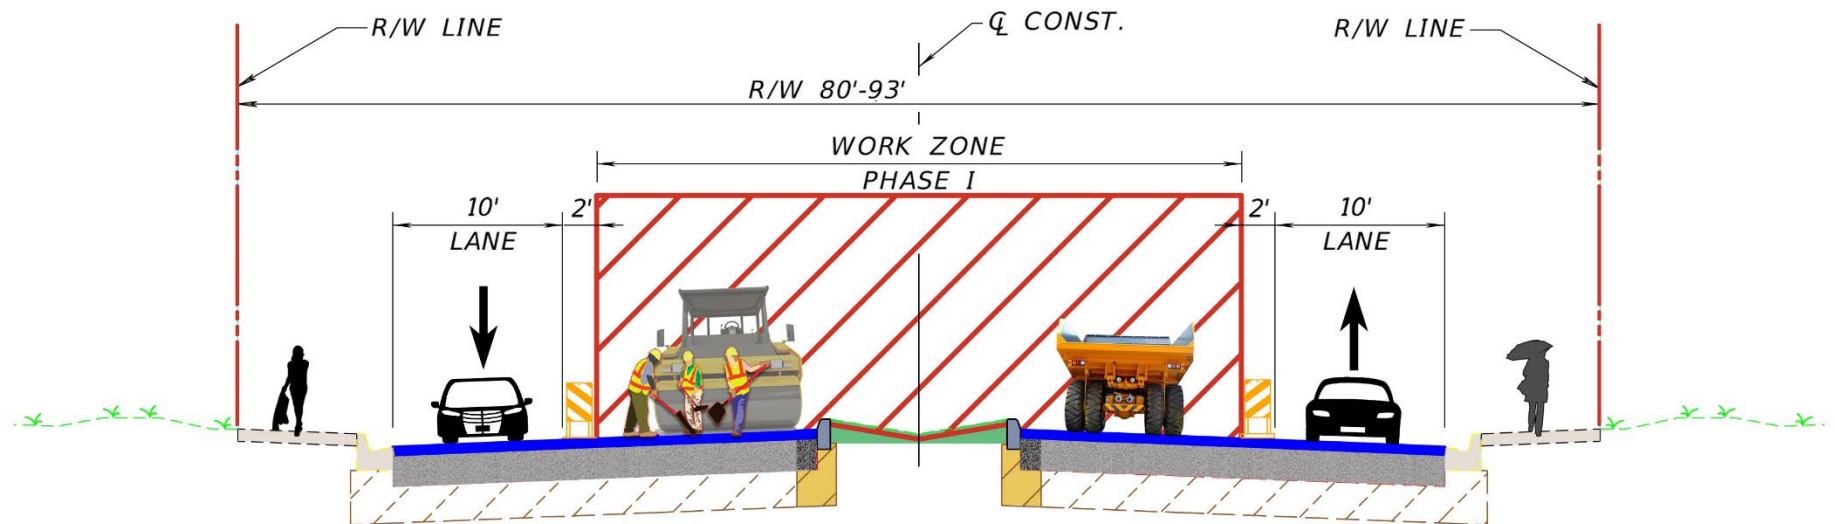 R/W LINE
℄ CONST.
R/W LINE
R/W 80'-93'
WORK ZONE
PHASE I
10'
2'
2'
10'
LANE
LANE